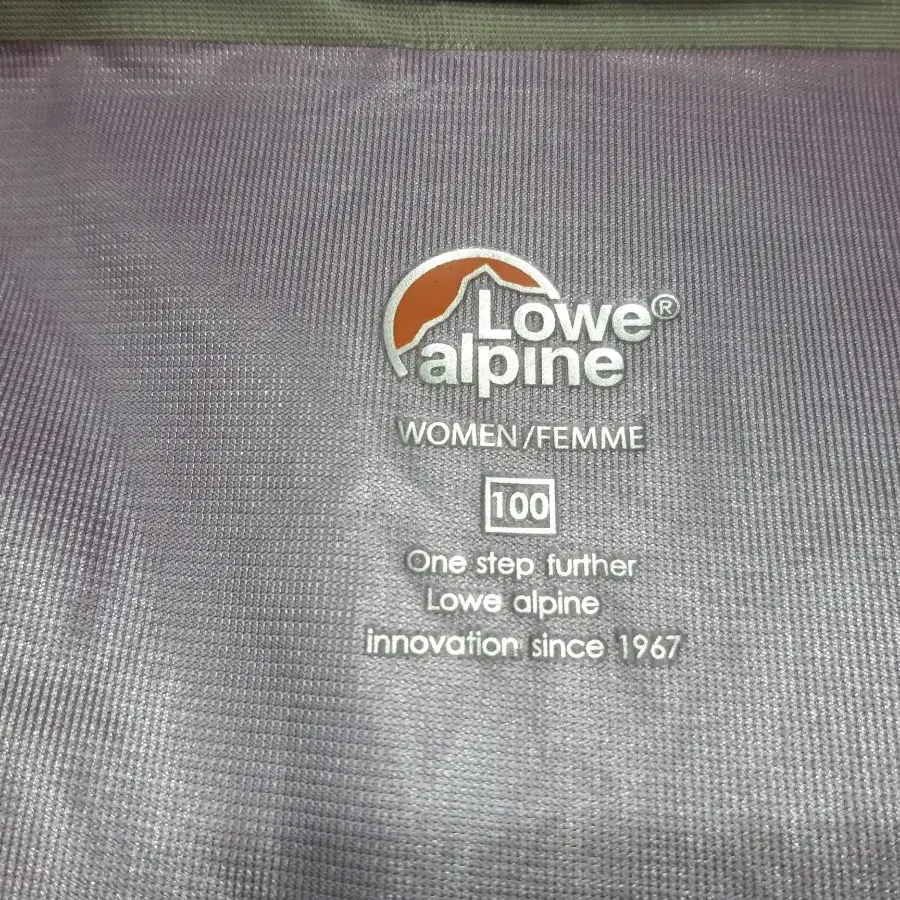 Lowe®
alpine
WOMEN/FEMME
100
One step further
Lowe alpine
innovation since 1967